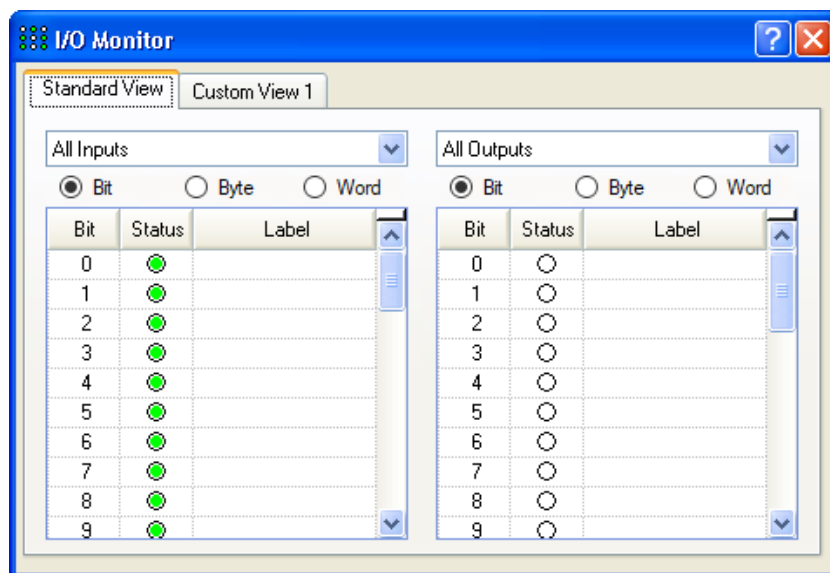 I/O Monitor
Standard View Custom View 1
All Inputs All Outputs
Bit Byte Word Bit Byte Word
Bit Status Label Bit Status Label
0 0
1 1
2 2
3 3
4 4
5 5
6 6
7 7
8 8
9 9